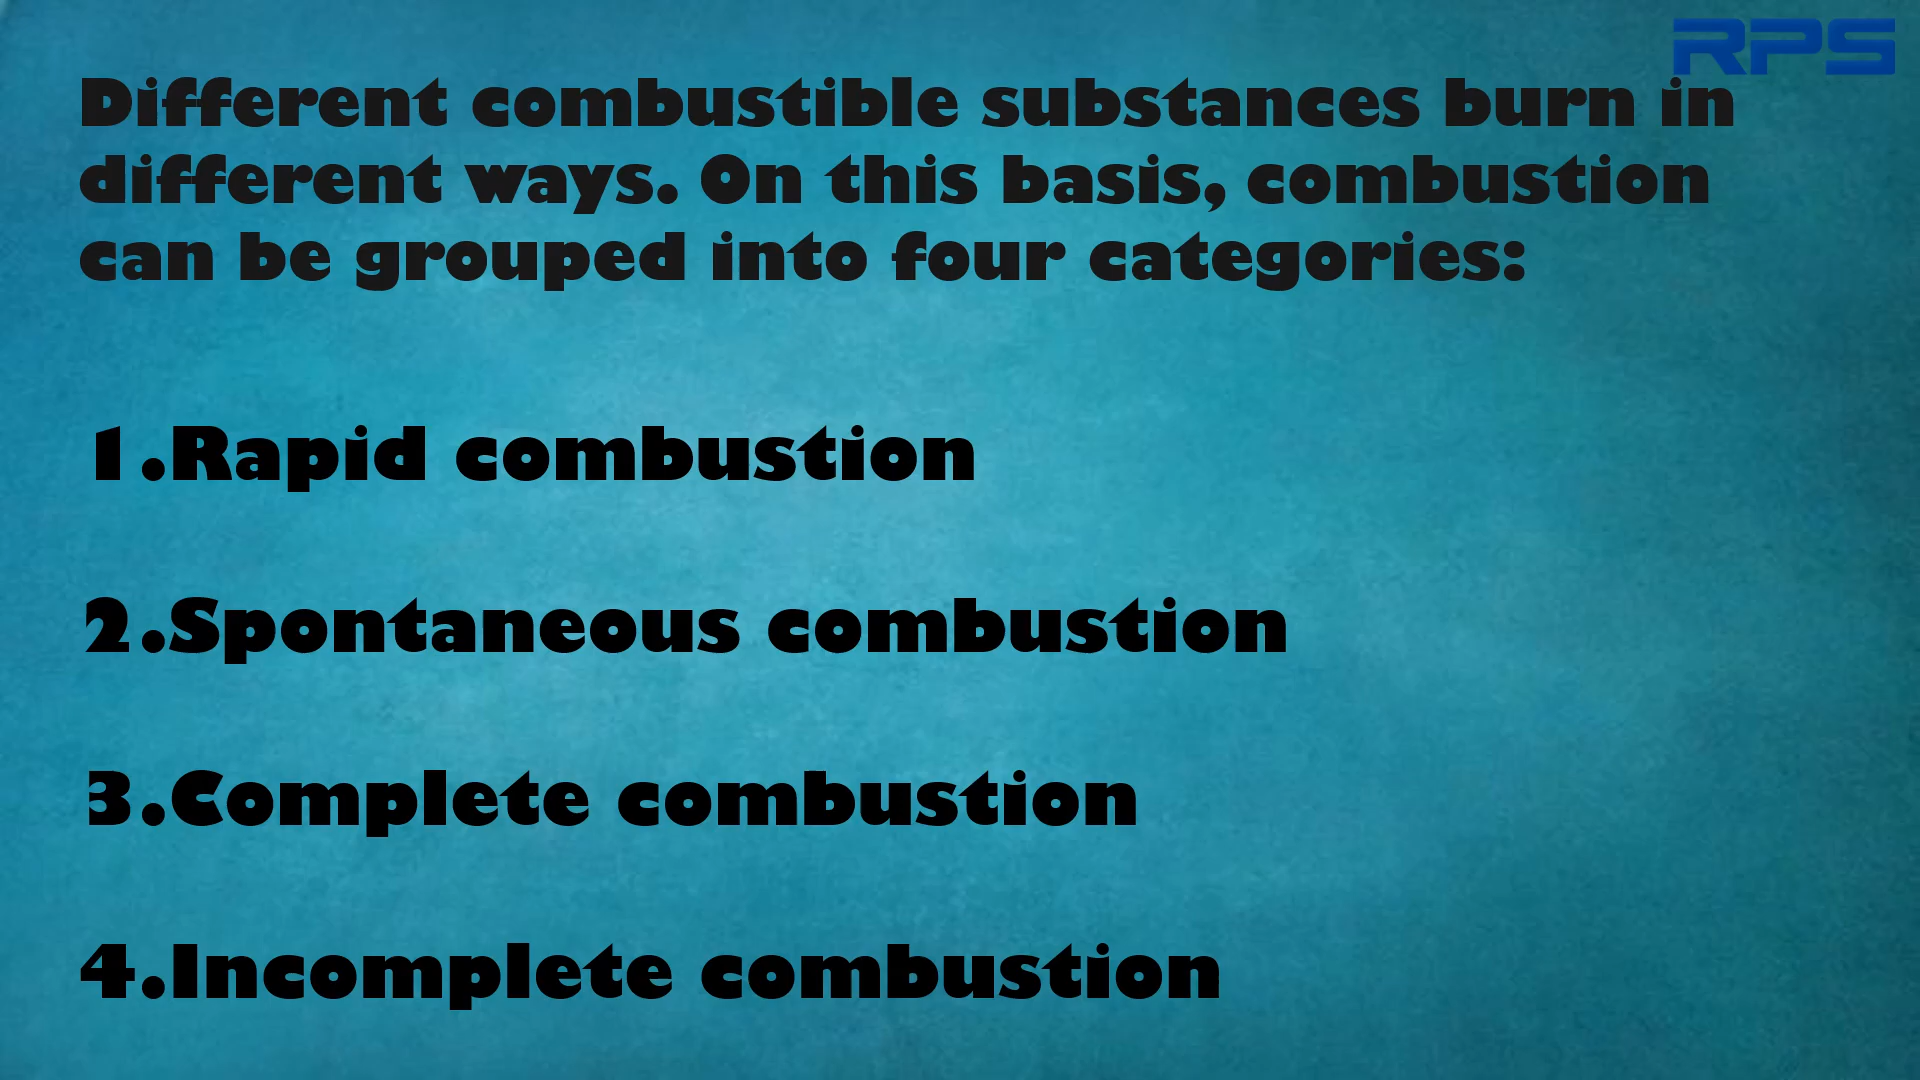 RPS
Different combustible substances burn in
different ways. On this basis, combustion
can be grouped into four categories:
1.Rapid combustion
2.Spontaneous combustion
3.Complete combustion
4.Incomplete combustion